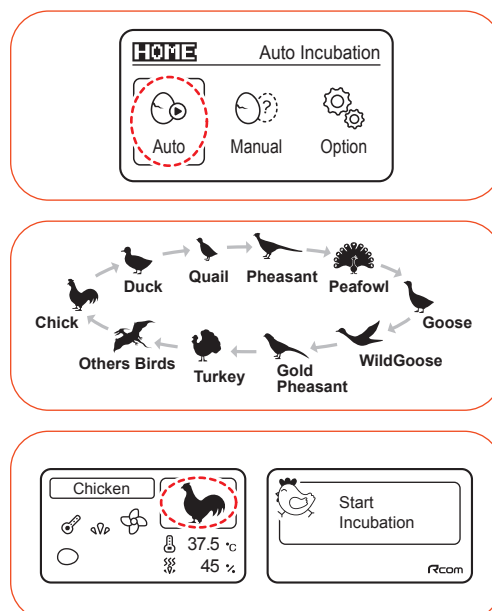 HOME Auto Incubation
Auto Manual Option
Duck Quail Pheasant Peafowl
Chick Goose
Others Birds Turkey Gold Pheasant WildGoose
Chicken
37.5 °C
45 %
Start
Incubation
Rcom